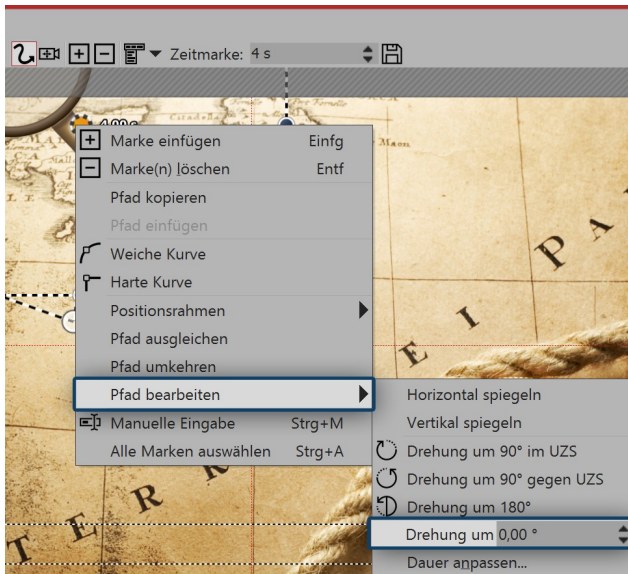 Zeitmarke: 4 s
Citadella
Maon
Marke einfügen Einfg
Marke(n) löschen Entf
Pfad kopieren
Pfad einfügen
Weiche Kurve
Harte Kurve
Positionsrahmen
Pfad ausgleichen
Pfad umkehren
Pfad bearbeiten
Manuelle Eingabe Strg+M
Alle Marken auswählen Strg+A
Horizontal spiegeln
Vertikal spiegeln
Drehung um 90° im UZS
Drehung um 90° gegen UZS
Drehung um 180°
Drehung um 0,00 °
Dauer anpassen...
E I P A
T E R R